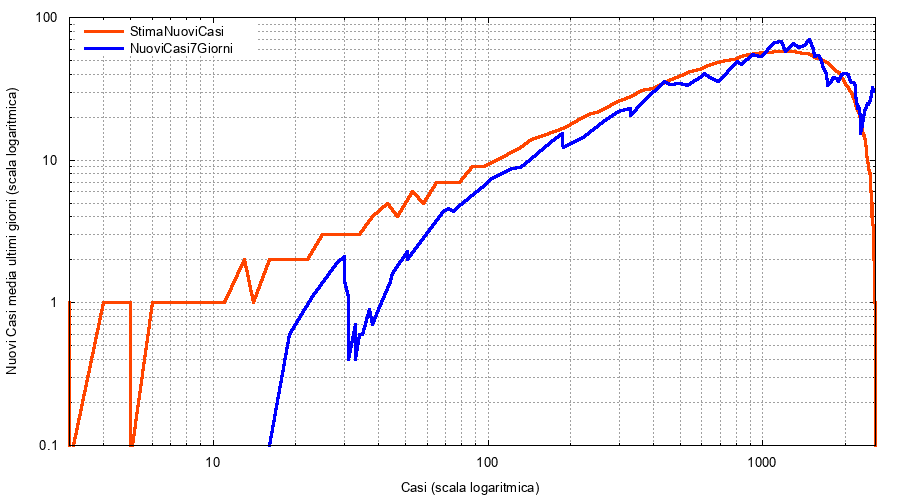 StimaNuoviCasi
NuoviCasi7Giorni
Nuovi Casi media ultimi giorni (scala logaritmica)
100
10
1
0.1
10 100 1000
Casi (scala logaritmica)